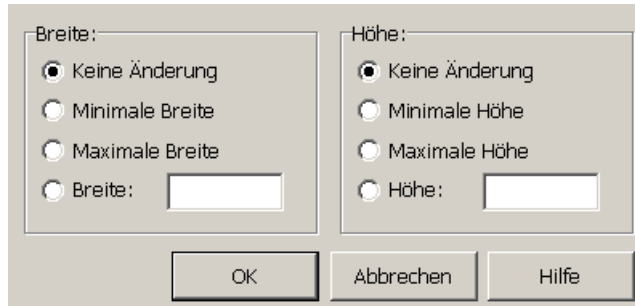 Breite:
Keine Änderung
Minimale Breite
Maximale Breite
Breite:
Höhe:
Keine Änderung
Minimale Höhe
Maximale Höhe
Höhe:
OK
Abbrechen
Hilfe